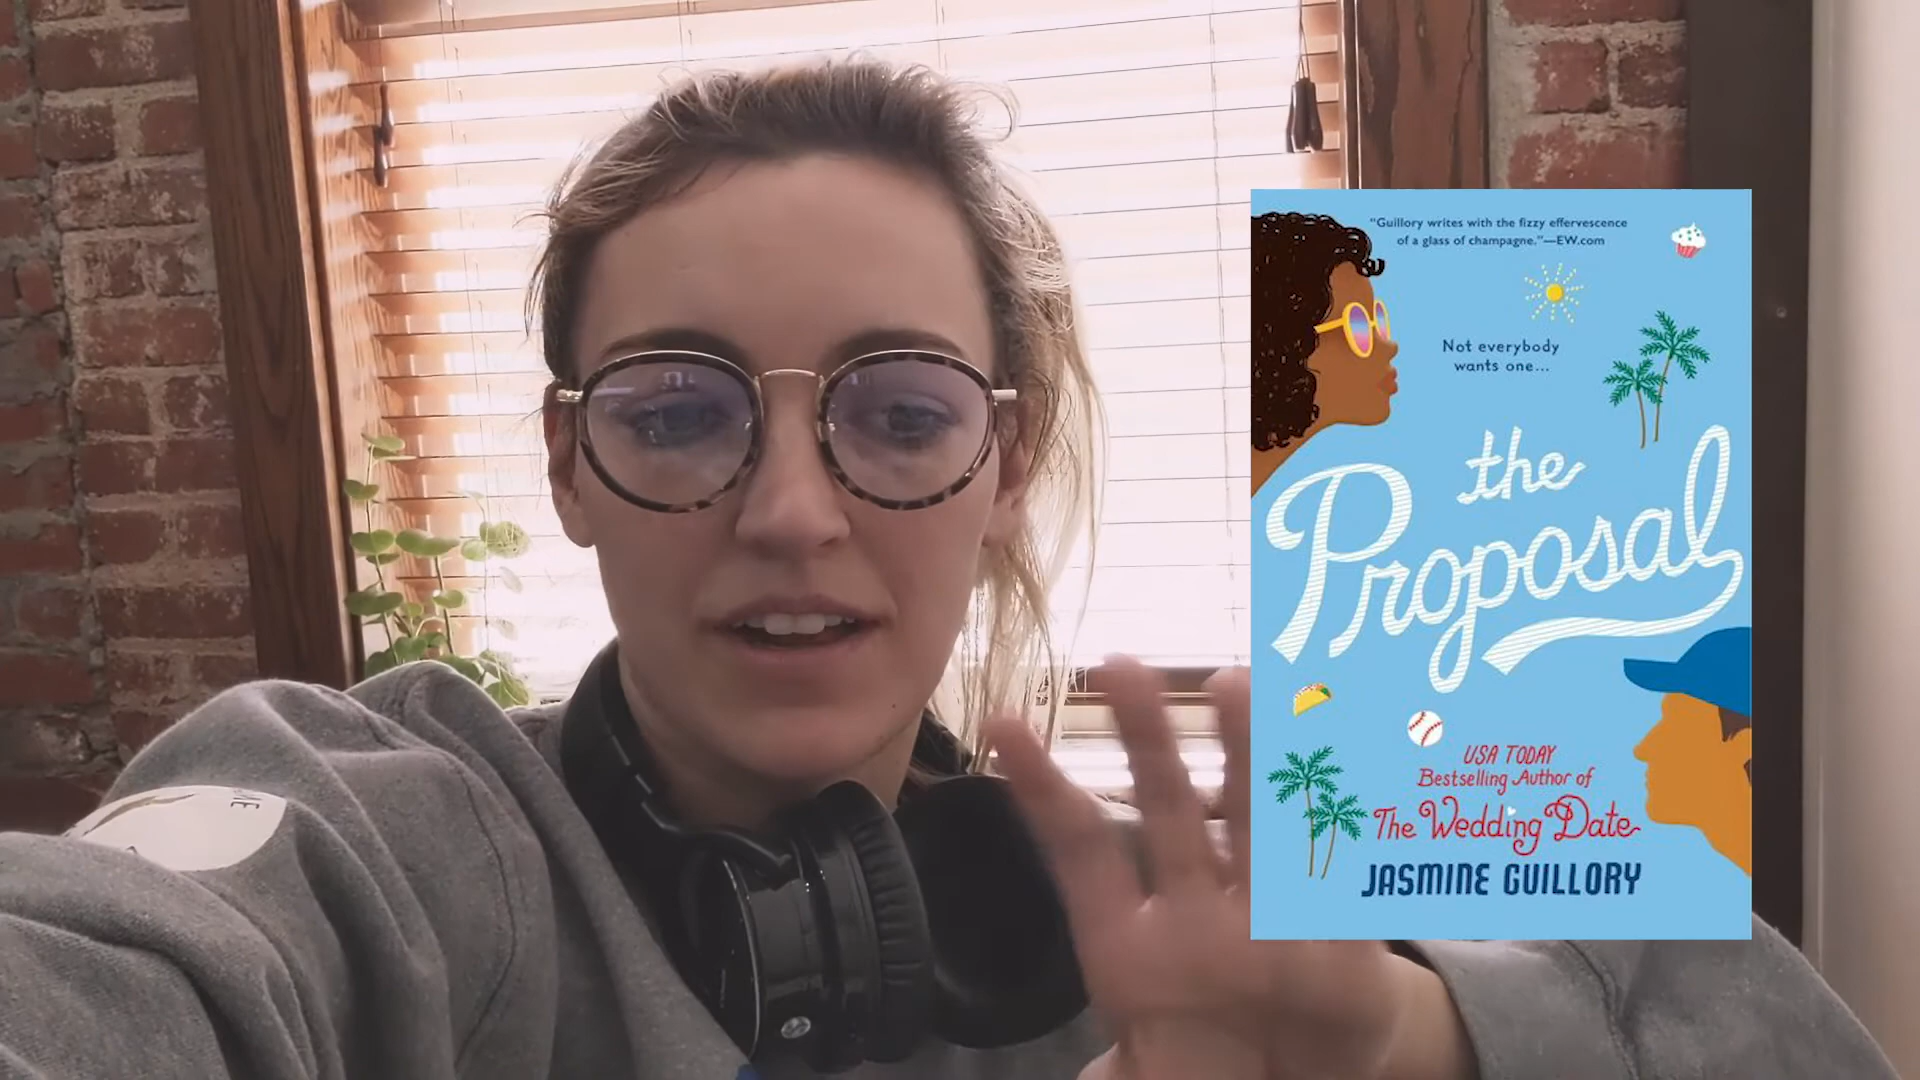 "Guillory writes with the fizzy effervescence
of a glass of champagne."—EW.com
Not everybody
wants one...
the
Proposal
USA TODAY
Bestselling Author of
The Wedding Date
JASMINE GUILLORY